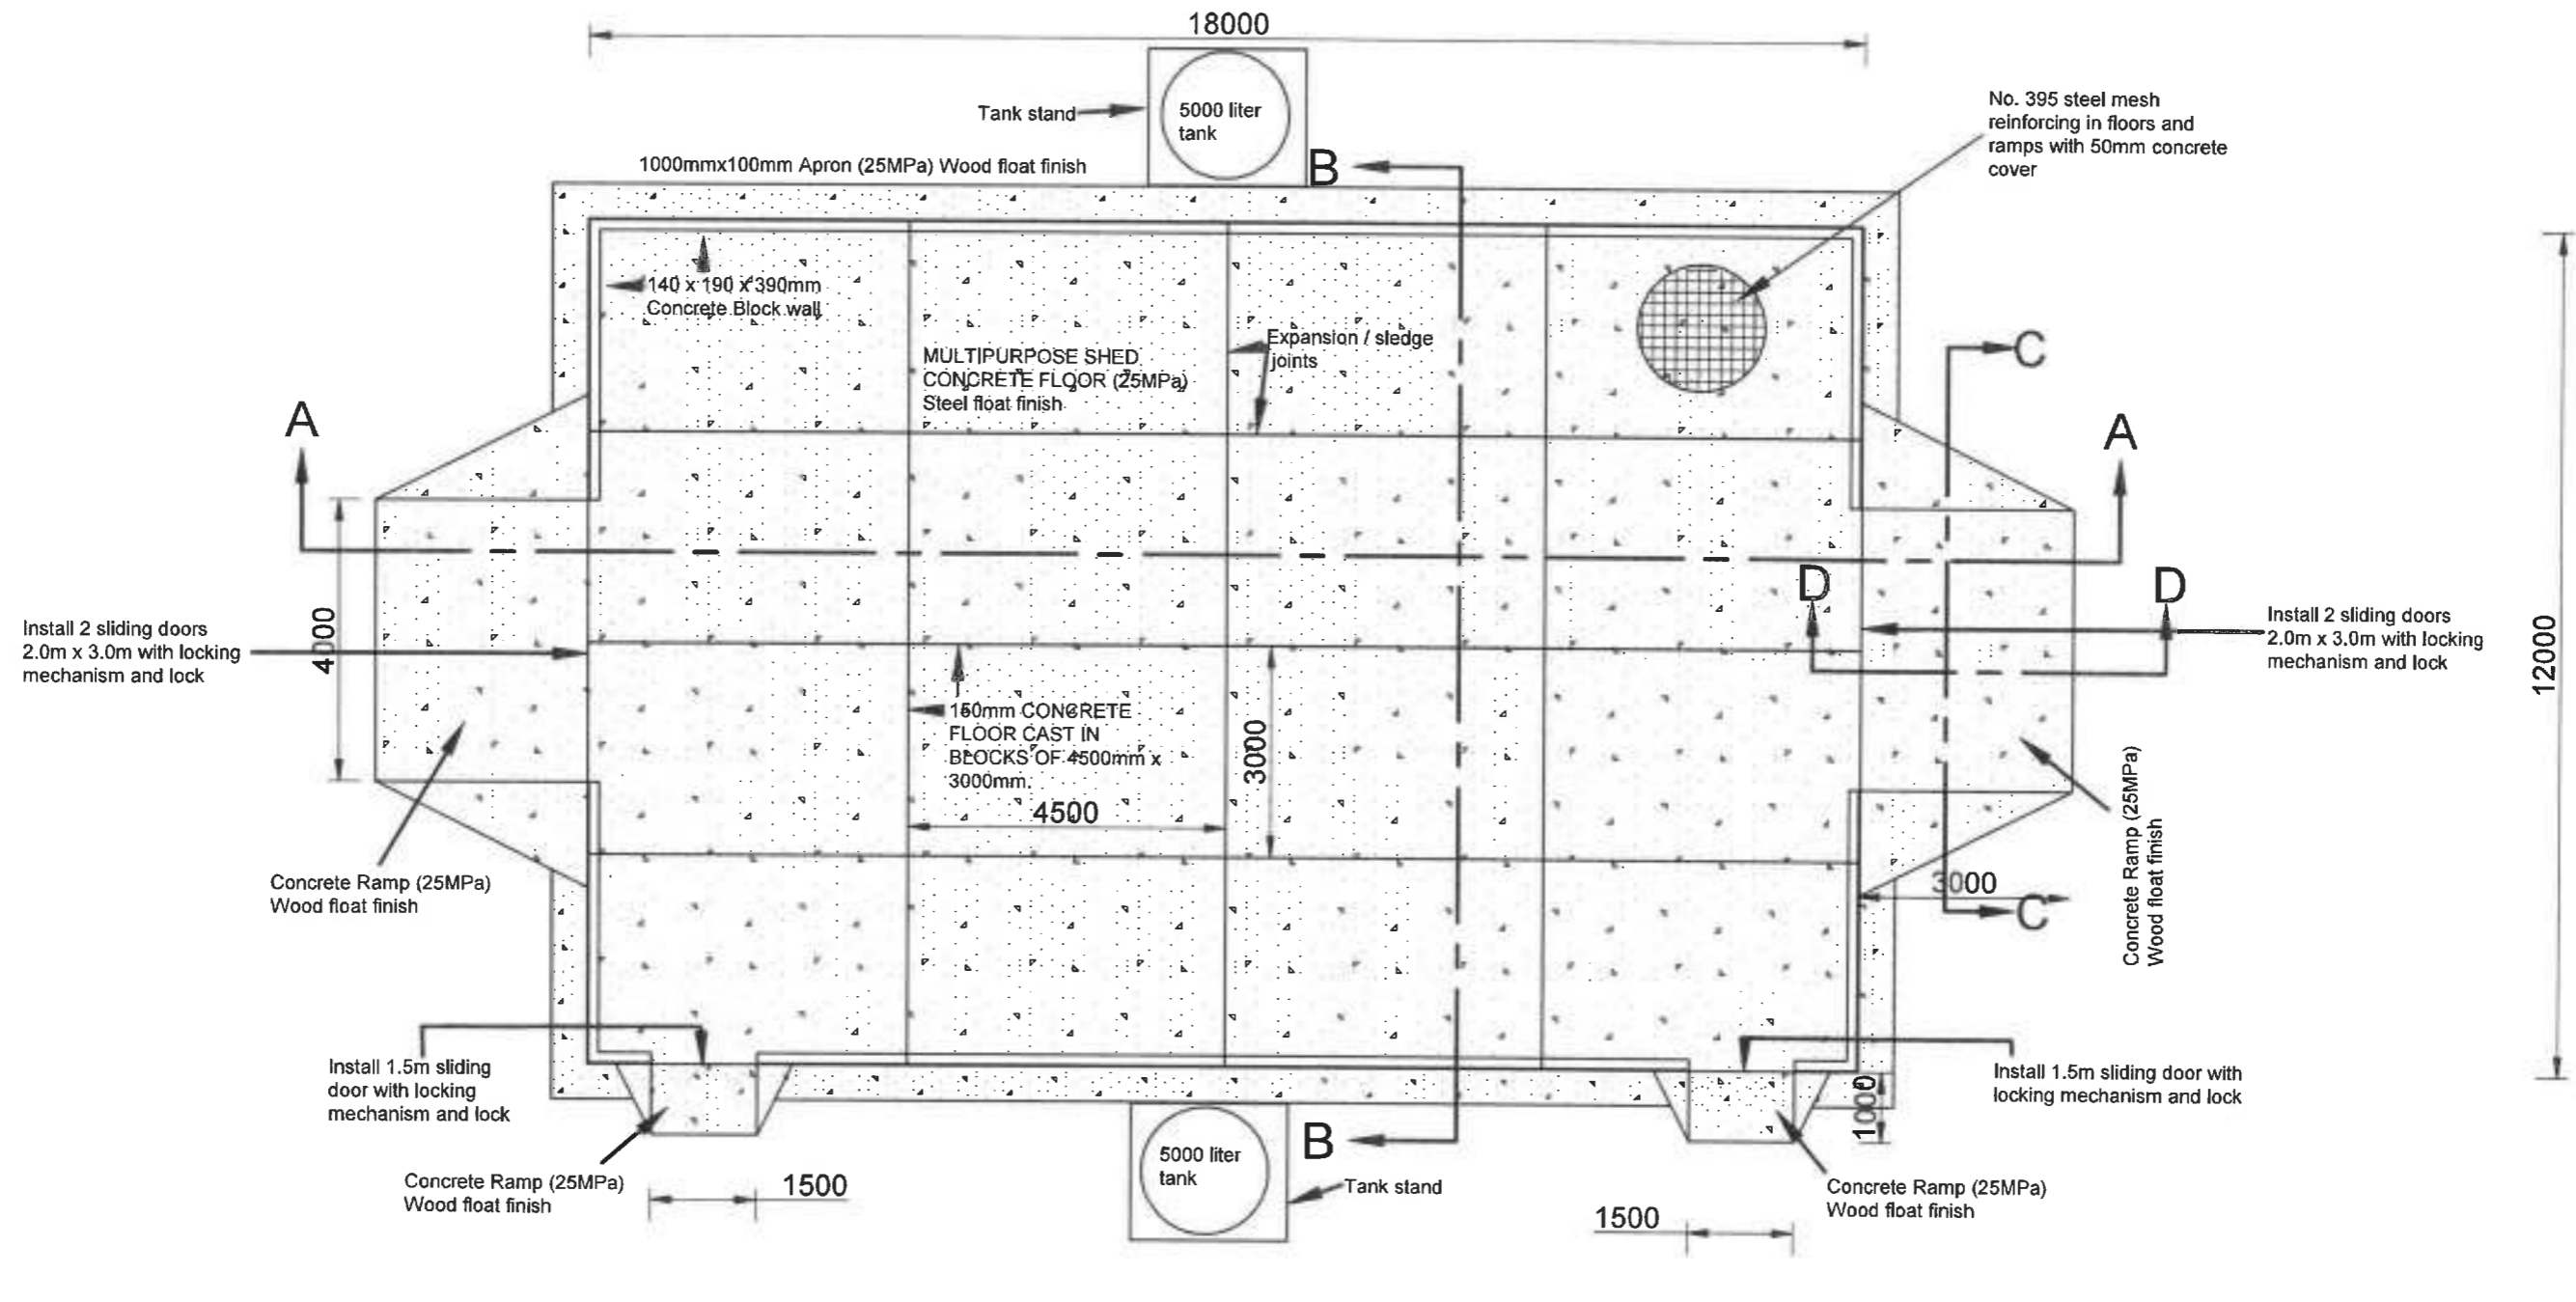 18000
Tank stand
5000 liter
tank
No. 395 steel mesh
reinforcing in floors and
ramps with 50mm concrete
cover
1000mmx100mm Apron (25MPa) Wood float finish
B
140 x 190 x 390mm
Concrete Block wall
MULTIPURPOSE SHED
CONCRETE FLOOR (25MPa)
Steel float finish
Expansion / sledge
joints
C
A
A
D
D
Install 2 sliding doors
2.0m x 3.0m with locking
mechanism and lock
4000
Install 2 sliding doors
2.0m x 3.0m with locking
mechanism and lock
12000
150mm CONCRETE
FLOOR CAST IN
BLOCKS OF 4500mm x
3000mm.
4500
3000
Concrete Ramp (25MPa)
Wood float finish
Concrete Ramp (25MPa)
Wood float finish
3000
C
Install 1.5m sliding
door with locking
mechanism and lock
Install 1.5m sliding door with
locking mechanism and lock
1000
5000 liter
tank
B
Tank stand
Concrete Ramp (25MPa)
Wood float finish
1500
1500
Concrete Ramp (25MPa)
Wood float finish